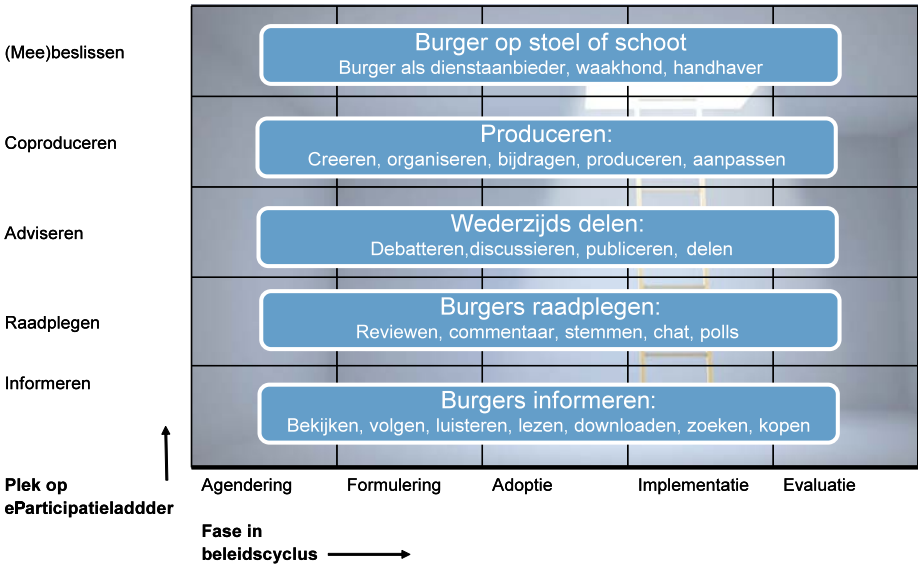 (Mee)beslissen
Burger op stoel of schoot
Burger als dienstaanbieder, waakhond, handhaver
Coproduceren
Produceren:
Creeren, organiseren, bijdragen, produceren, aanpassen
Adviseren
Wederzijds delen:
Debatteren,discussieren, publiceren, delen
Raadplegen
Burgers raadplegen:
Reviewen, commentaar, stemmen, chat, polls
Informeren
Burgers informeren:
Bekijken, volgen, luisteren, lezen, downloaden, zoeken, kopen
Plek op
eParticipatieladdder
Agendering
Formulering
Adoptie
Implementatie
Evaluatie
Fase in
beleidscyclus